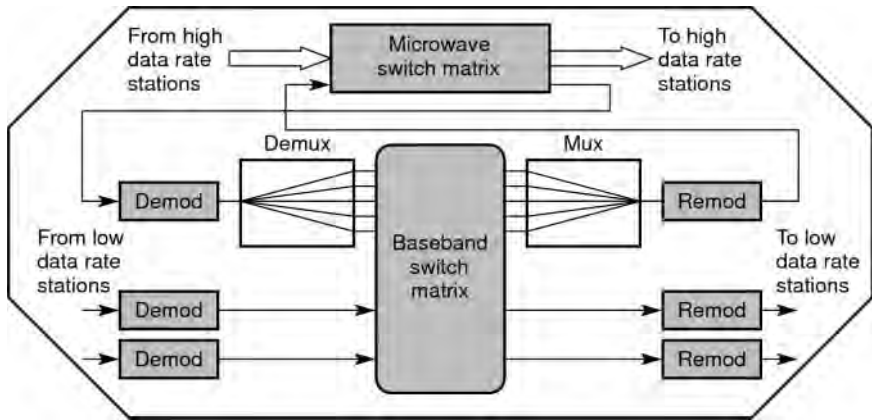 From high
data rate
stations
Microwave
switch matrix
To high
data rate
stations
Demux
Mux
Demod
Remod
From low
data rate
stations
Baseband
switch
matrix
To low
data rate
stations
Demod
Remod
Demod
Remod